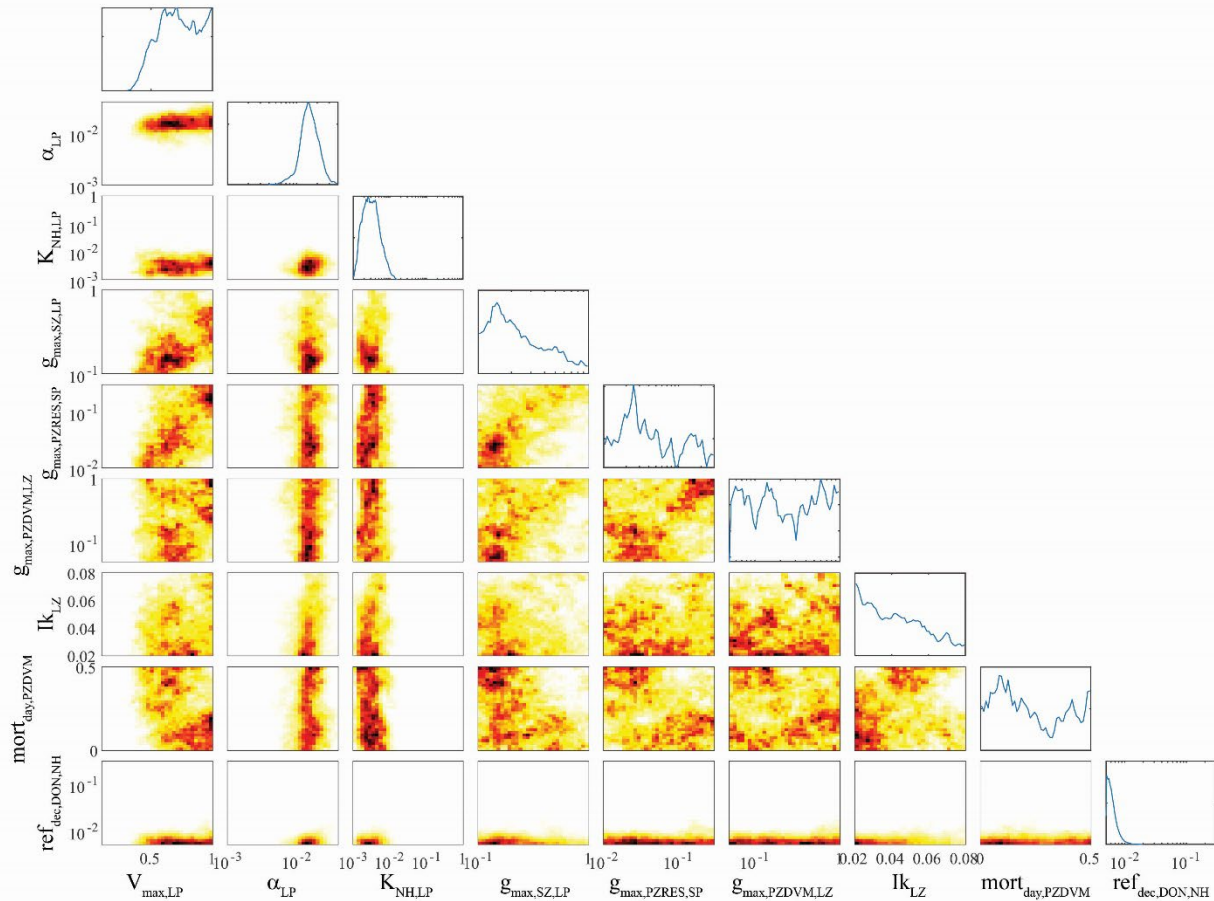 α_LP
10^-2
10^-3
K_NH,LP
1
10^-1
10^-2
10^-3
g_max,SZ,LP
1
10^-1
g_max,PZRES,SP
10^-1
10^-2
g_max,PZDVM,LZ
1
10^-1
Ik_LZ
0.08
0.06
0.04
0.02
mort_day,PZDVM
0.5
0
ref_dec,DON,NH
10^-1
10^-2
0.5 1 10^-3 10^-2 10^-3 10^-2 10^-1 1 10^-1 1 10^-2 10^-1 10^-1 1 0.02 0.04 0.06 0.08 0 0.5 10^-2 10^-1
V_max,LP α_LP K_NH,LP g_max,SZ,LP g_max,PZRES,SP g_max,PZDVM,LZ Ik_LZ mort_day,PZDVM ref_dec,DON,NH